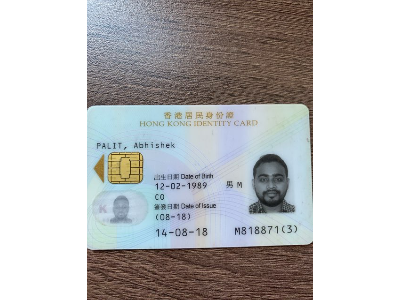 香港居民身份證
HONG KONG IDENTITY CARD
PALIT, Abhishek
出生日期 Date of Birth
12-02-1989 男 M
CO
簽發日期 Date of Issue
(08-18)
14-08-18 M818871(3)